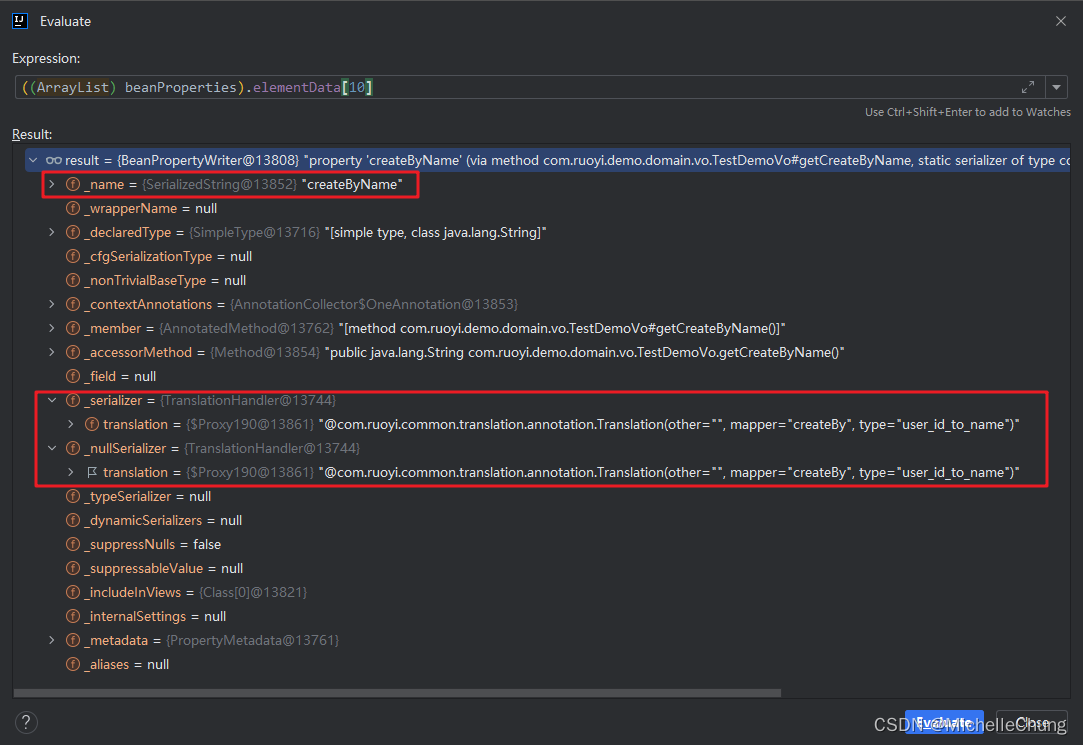 Evaluate
Expression:
((ArrayList) beanProperties).elementData[10]
Use Ctrl+Shift+Enter to add to Watches
Result:
result = {BeanPropertyWriter@13808} "property 'createByName' (via method com.ruoyi.demo.domain.vo.TestDemoVo#getCreateByName, static serializer of type co
_name = {SerializedString@13852} "createByName"
_wrapperName = null
_declaredType = {SimpleType@13716} "[simple type, class java.lang.String]"
_cfgSerializationType = null
_nonTrivialBaseType = null
_contextAnnotations = {AnnotationCollector$OneAnnotation@13853}
_member = {AnnotatedMethod@13762} "[method com.ruoyi.demo.domain.vo.TestDemoVo#getCreateByName()]"
_accessorMethod = {Method@13854} "public java.lang.String com.ruoyi.demo.domain.vo.TestDemoVo.getCreateByName()"
_field = null
_serializer = {TranslationHandler@13744}
translation = {$Proxy190@13861} "@com.ruoyi.common.translation.annotation.Translation(other="", mapper="createBy", type="user_id_to_name")"
_nullSerializer = {TranslationHandler@13744}
translation = {$Proxy190@13861} "@com.ruoyi.common.translation.annotation.Translation(other="", mapper="createBy", type="user_id_to_name")"
_typeSerializer = null
_dynamicSerializers = null
_suppressNulls = false
_suppressableValue = null
_includeInViews = {Class[0]@13821}
_internalSettings = null
_metadata = {PropertyMetadata@13761}
_aliases = null
?
Evaluate
Close
CSDN @MichelleChung